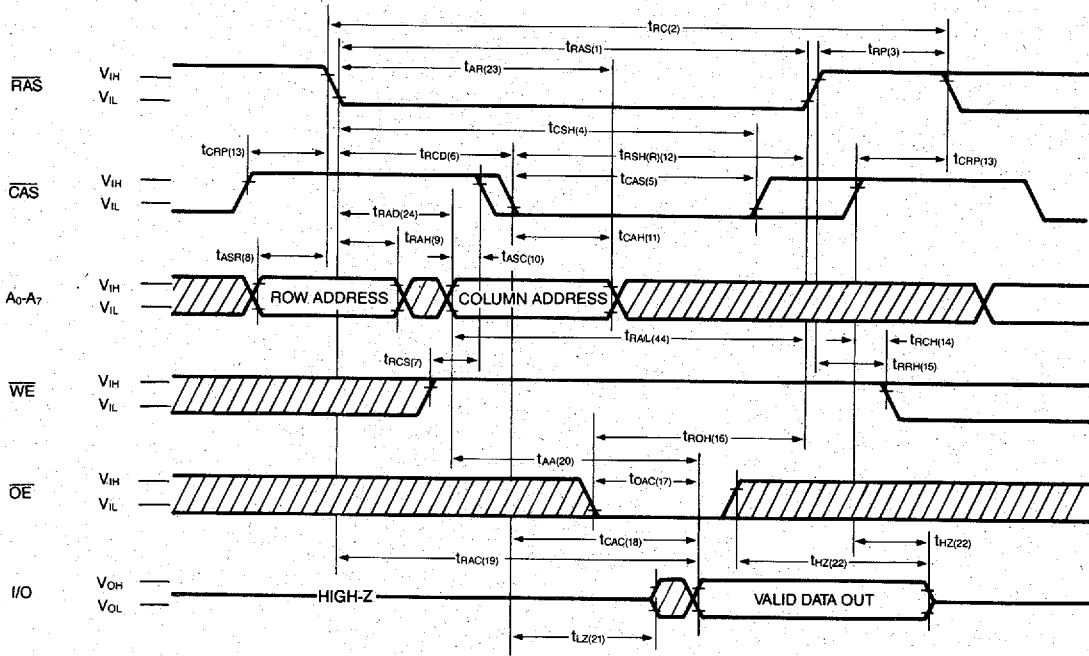 tRC(2)
tRAS(1) tRP(3)
tAR(23)
RAS VIH
VIL
tCSH(4)
tCRP(13) tRCD(6) tRSH(R)(12) tCRP(13)
CAS VIH tCAS(5)
VIL
tRAD(24)
tRAH(9) tCAH(11)
tASR(8) tASC(10)
A0-A7 VIH
VIL ROW ADDRESS COLUMN ADDRESS
tRAL(44) tRCH(14)
tRCS(7) tRRH(15)
WE VIH
VIL
tROH(16)
tAA(20)
OE VIH tOAC(17)
VIL
tCAC(18) tHZ(22)
tRAC(19) tHZ(22)
I/O VOH
VOL HIGH-Z VALID DATA OUT
tLZ(21)